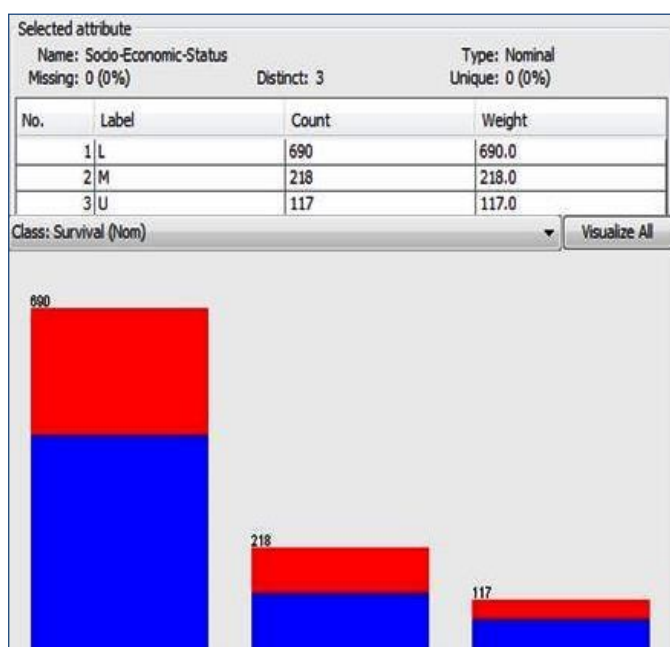 Selected attribute
Name: Socio-Economic-Status Type: Nominal
Missing: 0 (0%) Distinct: 3 Unique: 0 (0%)
No. Label Count Weight
1 L 690 690.0
2 M 218 218.0
3 U 117 117.0
Class: Survival (Nom) Visualize All
690
218
117